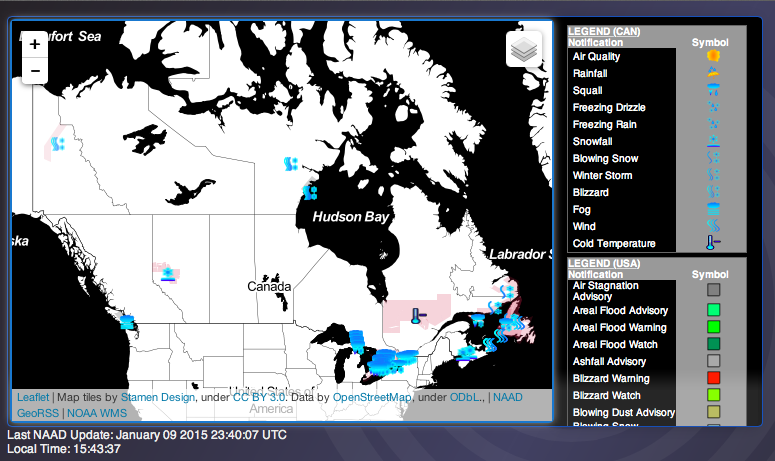 Beaufort Sea
+
−
LEGEND (CAN)
Notification Symbol
Air Quality
Rainfall
Squall
Freezing Drizzle
Freezing Rain
Snowfall
Blowing Snow
Winter Storm
Blizzard
Fog
Wind
Cold Temperature
Hudson Bay
ska
Labrador S
Canada
LEGEND (USA)
Notification Symbol
Air Stagnation
Advisory
Areal Flood Advisory
Areal Flood Warning
Areal Flood Watch
Ashfall Advisory
Blizzard Warning
Blizzard Watch
Blowing Dust Advisory
Blowing Snow
United States of
America
Leaflet | Map tiles by Stamen Design, under CC BY 3.0. Data by OpenStreetMap, under ODbL., | NAAD
GeoRSS | NOAA WMS
Last NAAD Update: January 09 2015 23:40:07 UTC
Local Time: 15:43:37